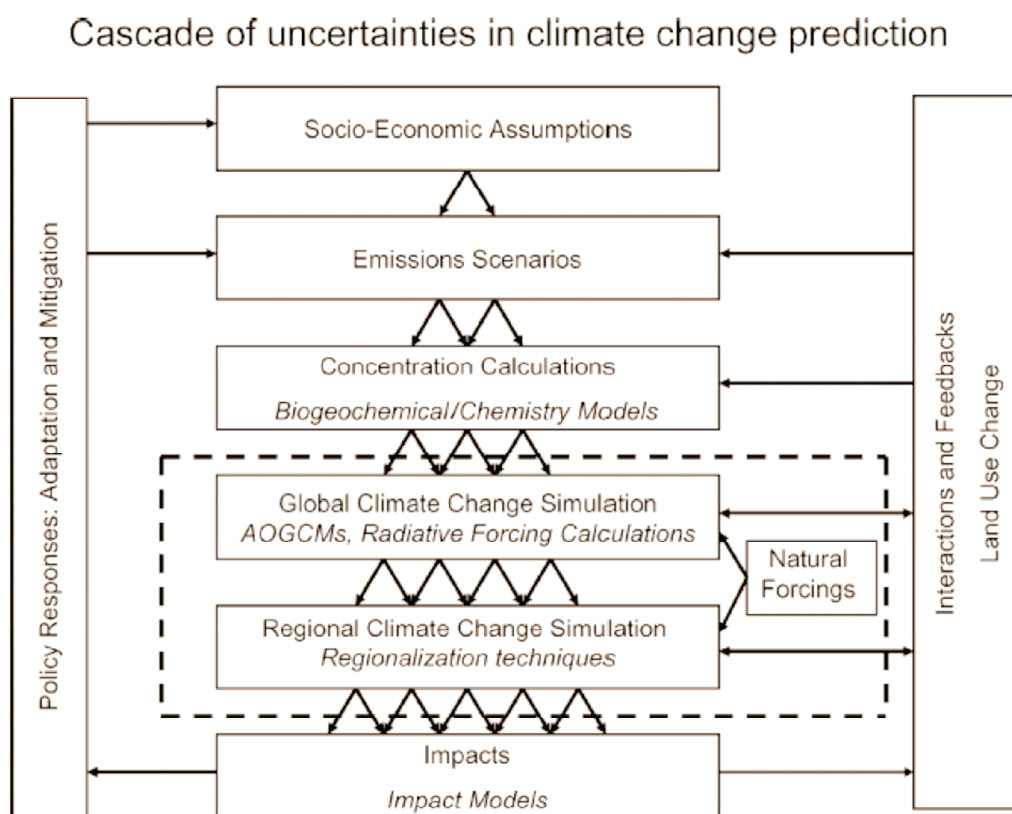 Cascade of uncertainties in climate change prediction
Policy Responses: Adaptation and Mitigation
Socio-Economic Assumptions
Emissions Scenarios
Concentration Calculations
Biogeochemical/Chemistry Models
Global Climate Change Simulation
AOGCMs, Radiative Forcing Calculations
Natural
Forcings
Regional Climate Change Simulation
Regionalization techniques
Impacts
Impact Models
Interactions and Feedbacks
Land Use Change